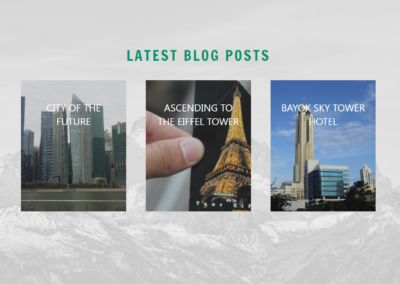 LATEST BLOG POSTS
CITY OF THE
FUTURE
ASCENDING TO
THE EIFFEL TOWER
BAYOK SKY TOWER
HOTEL